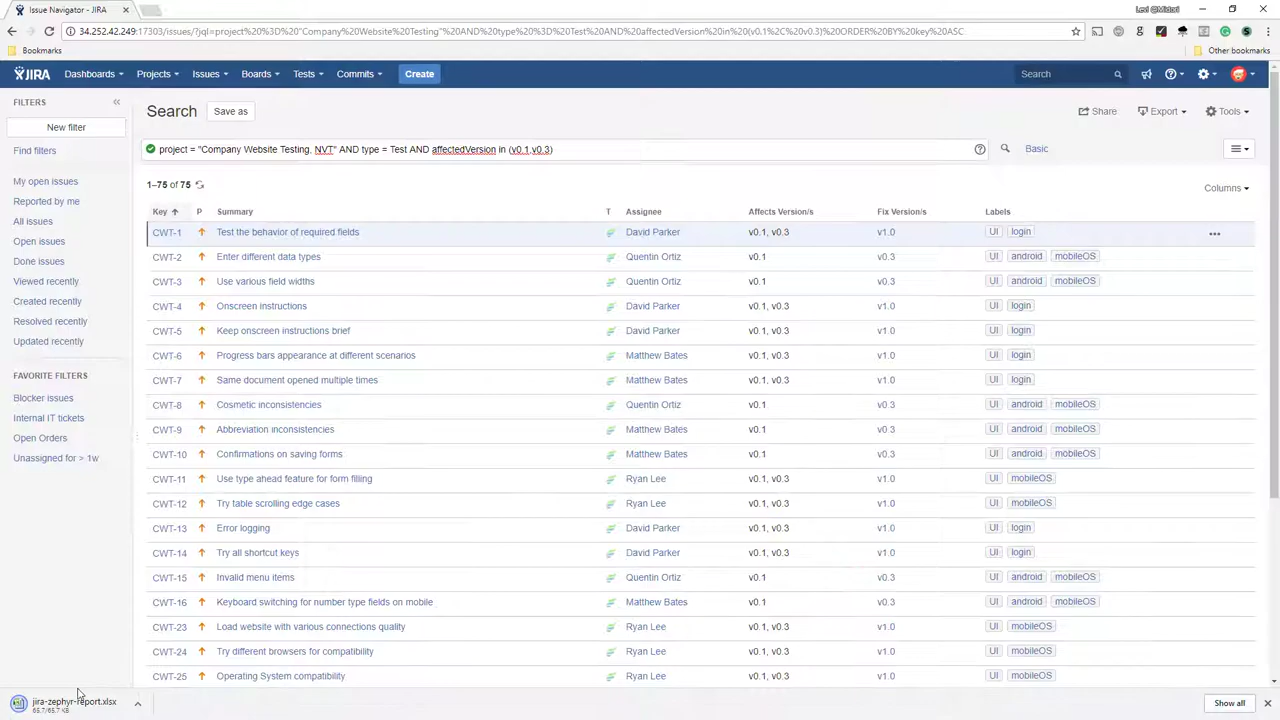 Issue Navigator - JIRA
Levi @Midori
34.252.42.249:17303/issues/?jql=project%20%3D%20"Company%20Website%20Testing"%20AND%20type%20%3D%20Test%20AND%20affectedVersion%20in%20(v0.1%2C%20v0.3)%20ORDER%20BY%20key%20ASC
Bookmarks
Other bookmarks
JIRA Dashboards Projects Issues Boards Tests Commits Create Search
FILTERS
New filter
Find filters
My open issues
Reported by me
All issues
Open issues
Done issues
Viewed recently
Created recently
Resolved recently
Updated recently
FAVORITE FILTERS
Blocker issues
Internal IT tickets
Open Orders
Unassigned for > 1w
Search Save as Share Export Tools
project = "Company Website Testing, NVT" AND type = Test AND affectedVersion in (v0.1,v0.3) Basic
1–75 of 75
Columns
Key P Summary T Assignee Affects Version/s Fix Version/s Labels
CWT-1 Test the behavior of required fields David Parker v0.1, v0.3 v1.0 UI login
CWT-2 Enter different data types Quentin Ortiz v0.1 v0.3 UI android mobileOS
CWT-3 Use various field widths Quentin Ortiz v0.1 v0.3 UI android mobileOS
CWT-4 Onscreen instructions David Parker v0.1, v0.3 v1.0 UI login
CWT-5 Keep onscreen instructions brief David Parker v0.1, v0.3 v1.0 UI login
CWT-6 Progress bars appearance at different scenarios Matthew Bates v0.1, v0.3 v1.0 UI login
CWT-7 Same document opened multiple times Matthew Bates v0.1, v0.3 v1.0 UI login
CWT-8 Cosmetic inconsistencies Quentin Ortiz v0.1 v0.3 UI android mobileOS
CWT-9 Abbreviation inconsistencies Matthew Bates v0.1 v0.3 UI android mobileOS
CWT-10 Confirmations on saving forms Matthew Bates v0.1 v0.3 UI android mobileOS
CWT-11 Use type ahead feature for form filling Ryan Lee v0.1, v0.3 v1.0 UI mobileOS
CWT-12 Try table scrolling edge cases Ryan Lee v0.1, v0.3 v1.0 UI mobileOS
CWT-13 Error logging David Parker v0.1, v0.3 v1.0 UI login
CWT-14 Try all shortcut keys David Parker v0.1, v0.3 v1.0 UI login
CWT-15 Invalid menu items Quentin Ortiz v0.1 v0.3 UI android mobileOS
CWT-16 Keyboard switching for number type fields on mobile Matthew Bates v0.1 v0.3 UI android mobileOS
CWT-23 Load website with various connections quality Ryan Lee v0.1, v0.3 v1.0 UI mobileOS
CWT-24 Try different browsers for compatibility Ryan Lee v0.1, v0.3 v1.0 UI mobileOS
CWT-25 Operating System compatibility Ryan Lee v0.1, v0.3 v1.0 UI mobileOS
jira-zephyr-report.xlsx
65.7/65.7 KB
Show all